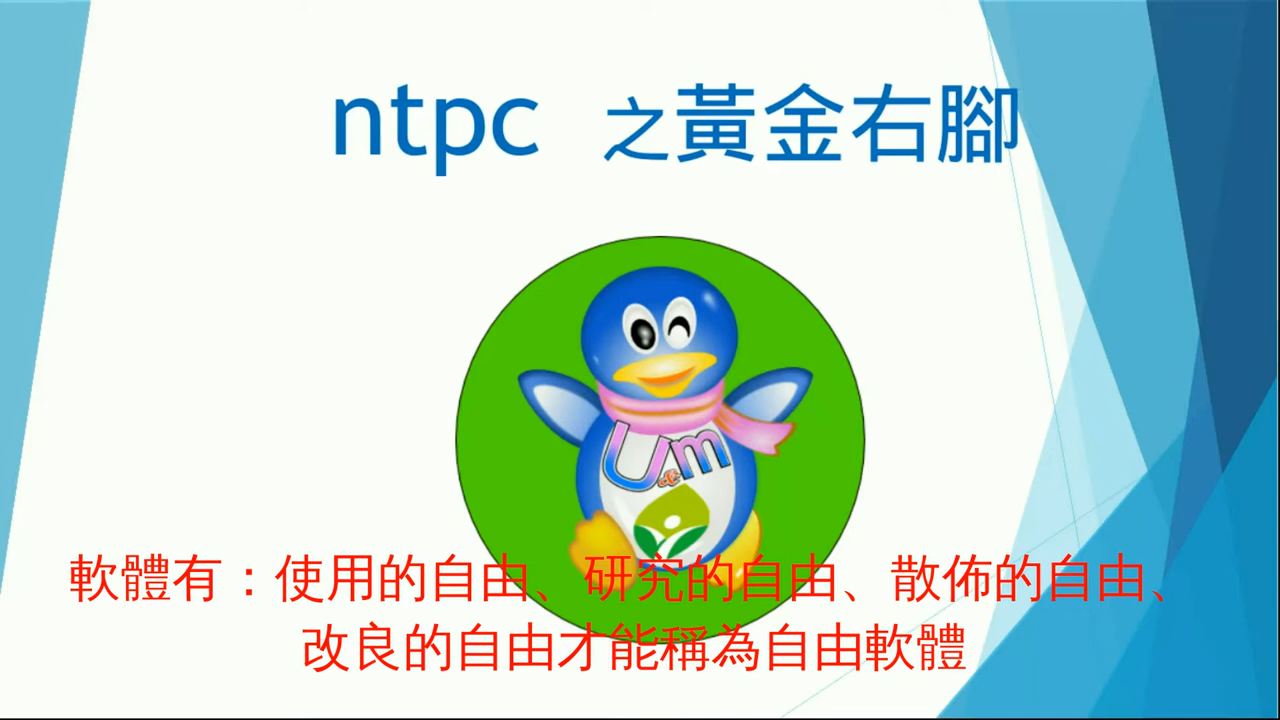 ntpc 之黃金右腳
U&m
軟體有：使用的自由、研究的自由、散佈的自由、
改良的自由才能稱為自由軟體